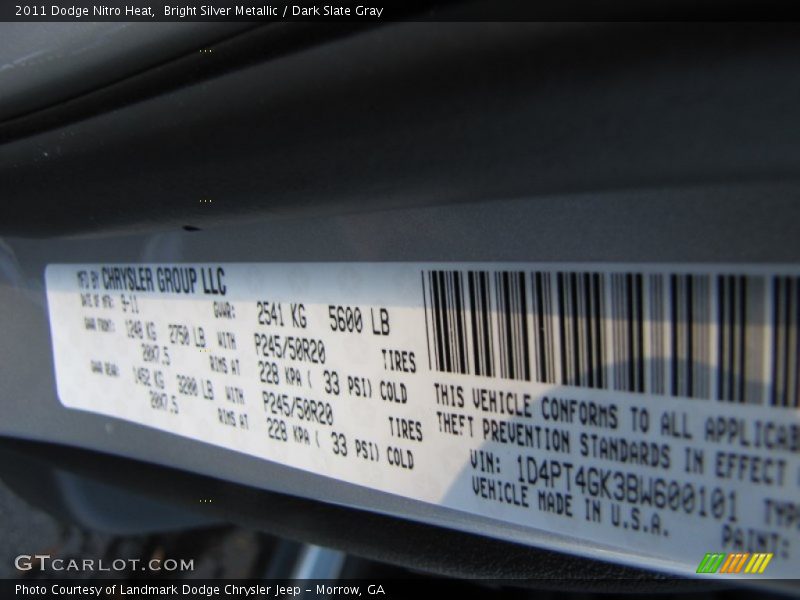 2011 Dodge Nitro Heat,  Bright Silver Metallic / Dark Slate Gray
MFD BY CHRYSLER GROUP LLC
DATE OF MFR: 9-11 GVWR: 2541 KG 5600 LB
GAWR FRONT: 1248 KG 2750 LB WITH P245/50R20 TIRES
20X7.5 RIMS AT 228 KPA ( 33 PSI) COLD
GAWR REAR: 1452 KG 3200 LB WITH P245/50R20 TIRES
20X7.5 RIMS AT 228 KPA ( 33 PSI) COLD
THIS VEHICLE CONFORMS TO ALL APPLICAB
THEFT PREVENTION STANDARDS IN EFFECT
VIN: 1D4PT4GK3BW600101 TYPE
VEHICLE MADE IN U.S.A. PAINT:
GTCARLOT.COM
Photo Courtesy of Landmark Dodge Chrysler Jeep - Morrow, GA